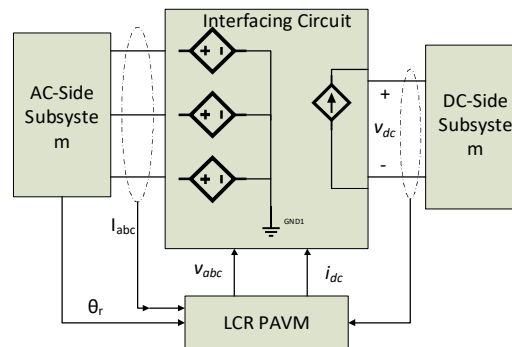 Interfacing Circuit
AC-Side
Subsyste
m
DC-Side
Subsyste
m
+
v_dc
-
GND1
I_abc
v_abc
i_dc
θ_r
LCR PAVM